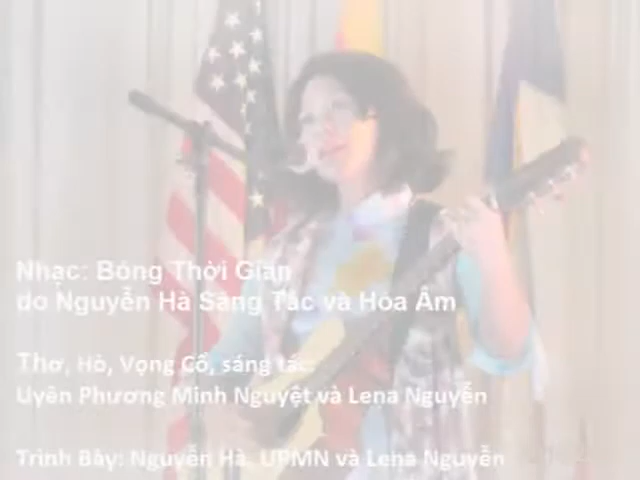 Nhạc: Bóng Thời Gian
do Nguyễn Hà Sáng Tác và Hòa Âm
Thơ, Hò, Vọng Cổ, sáng tác:
Uyên Phương Minh Nguyệt và Lena Nguyễn
Trình Bày: Nguyễn Hà, UPMN và Lena Nguyễn